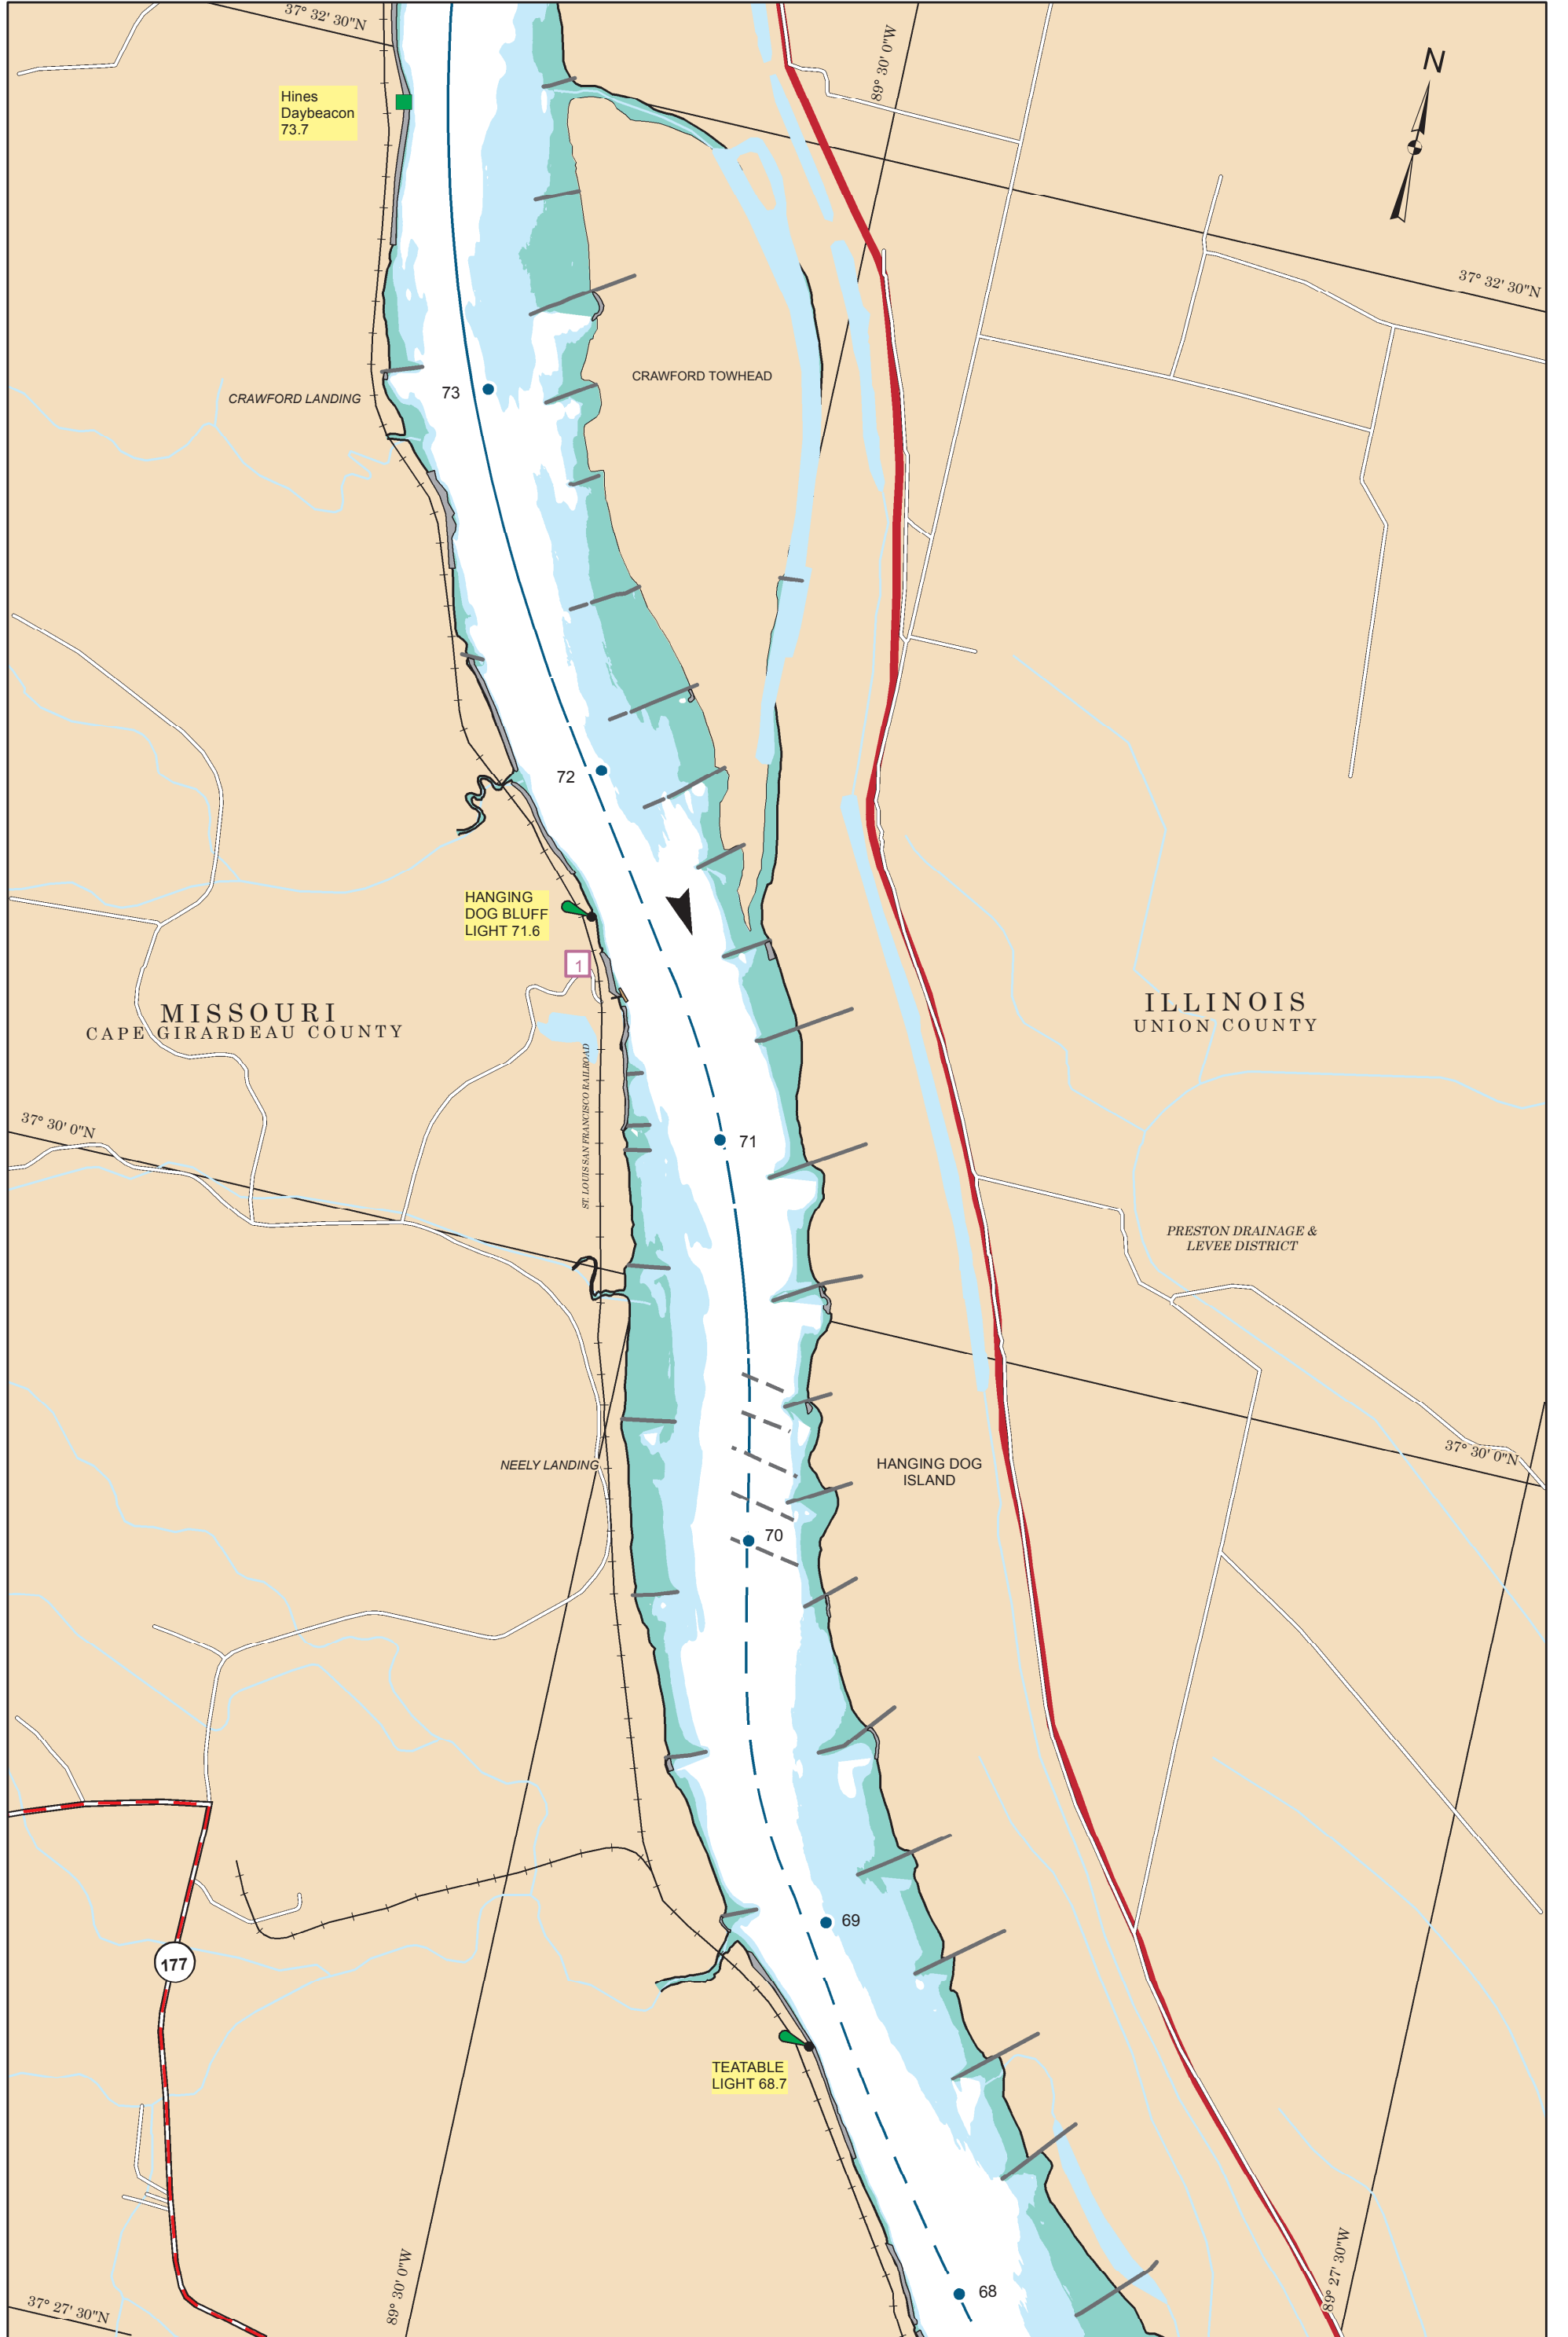 37° 32' 30"N
89° 30' 0"W
N
Hines
Daybeacon
73.7
37° 32' 30"N
CRAWFORD TOWHEAD
73
CRAWFORD LANDING
72
HANGING
DOG BLUFF
LIGHT 71.6
1
MISSOURI
CAPE GIRARDEAU COUNTY
ILLINOIS
UNION COUNTY
ST. LOUIS SAN FRANCISCO RAILROAD
37° 30' 0"N
71
PRESTON DRAINAGE &
LEVEE DISTRICT
37° 30' 0"N
NEELY LANDING
HANGING DOG
ISLAND
70
69
177
TEATABLE
LIGHT 68.7
68
89° 30' 0"W
89° 27' 30"W
37° 27' 30"N